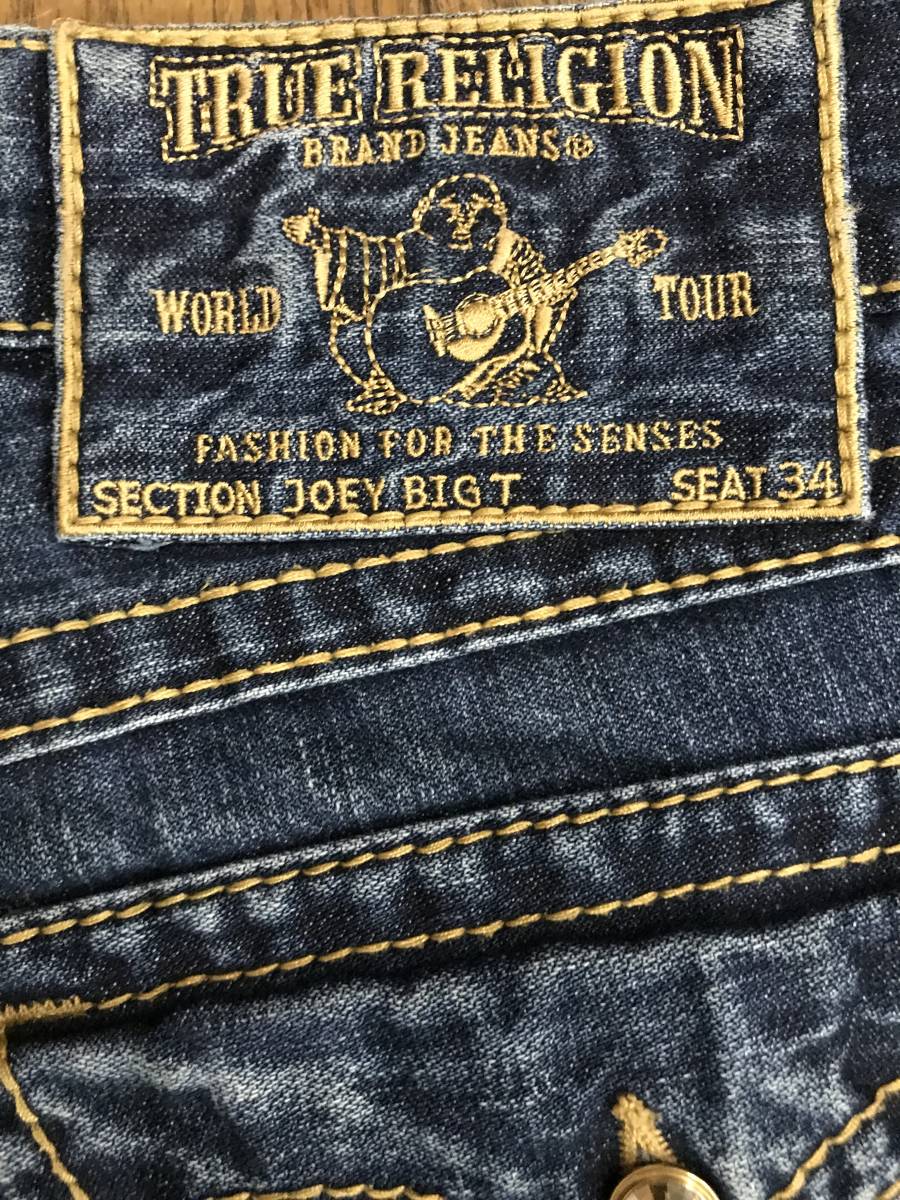 TRUE RELIGION
BRAND JEANS®
WORLD TOUR
FASHION FOR THE SENSES
SECTION JOEY BIG T SEAT 34